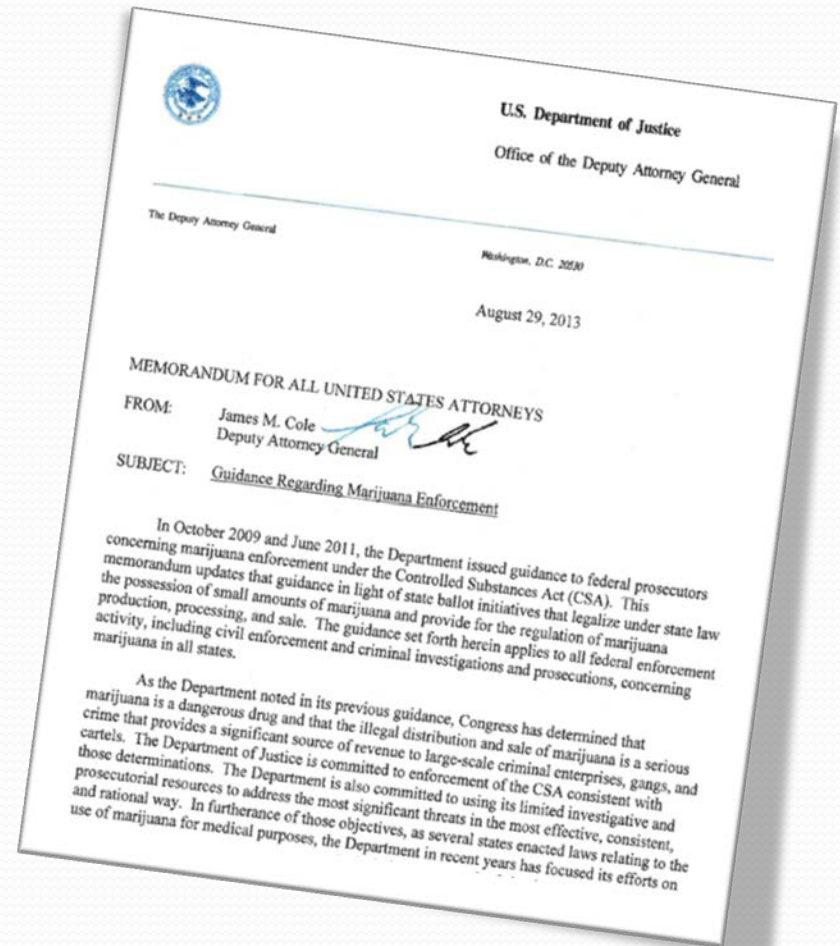 U.S. Department of Justice
Office of the Deputy Attorney General
The Deputy Attorney General
Washington, D.C. 20530
August 29, 2013
MEMORANDUM FOR ALL UNITED STATES ATTORNEYS
FROM: James M. Cole
Deputy Attorney General
SUBJECT: Guidance Regarding Marijuana Enforcement
In October 2009 and June 2011, the Department issued guidance to federal prosecutors
concerning marijuana enforcement under the Controlled Substances Act (CSA). This
memorandum updates that guidance in light of state ballot initiatives that legalize under state law
the possession of small amounts of marijuana and provide for the regulation of marijuana
production, processing, and sale. The guidance set forth herein applies to all federal enforcement
activity, including civil enforcement and criminal investigations and prosecutions, concerning
marijuana in all states.
As the Department noted in its previous guidance, Congress has determined that
marijuana is a dangerous drug and that the illegal distribution and sale of marijuana is a serious
crime that provides a significant source of revenue to large-scale criminal enterprises, gangs, and
cartels. The Department of Justice is committed to enforcement of the CSA consistent with
those determinations. The Department is also committed to using its limited investigative and
prosecutorial resources to address the most significant threats in the most effective, consistent,
and rational way. In furtherance of those objectives, as several states enacted laws relating to the
use of marijuana for medical purposes, the Department in recent years has focused its efforts on